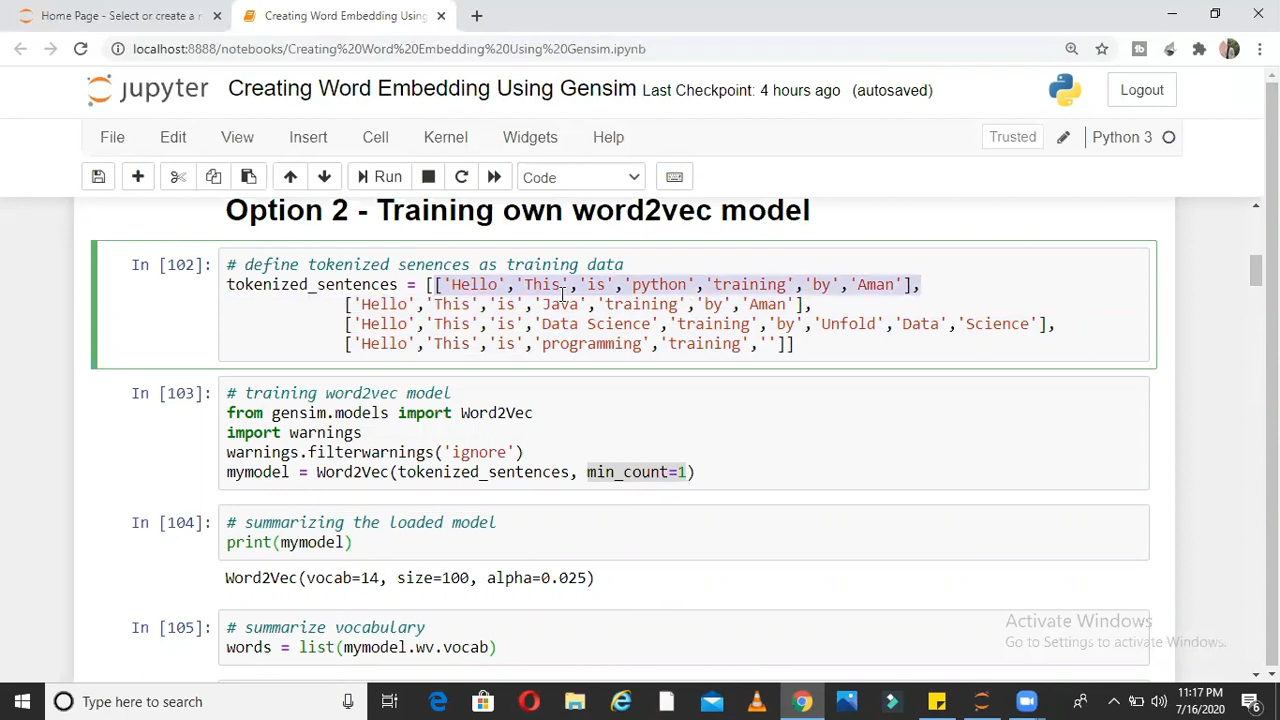 Home Page - Select or create a n
Creating Word Embedding Using
localhost:8888/notebooks/Creating%20Word%20Embedding%20Using%20Gensim.ipynb
jupyter Creating Word Embedding Using Gensim Last Checkpoint: 4 hours ago (autosaved) Logout
File Edit View Insert Cell Kernel Widgets Help Trusted Python 3
Run Code
Option 2 - Training own word2vec model
In [102]: # define tokenized senences as training data
tokenized_sentences = [['Hello','This','is','python','training','by','Aman'],
['Hello','This','is','Java','training','by','Aman'],
['Hello','This','is','Data Science','training','by','Unfold','Data','Science'],
['Hello','This','is','programming','training','']]
In [103]: # training word2vec model
from gensim.models import Word2Vec
import warnings
warnings.filterwarnings('ignore')
mymodel = Word2Vec(tokenized_sentences, min_count=1)
In [104]: # summarizing the loaded model
print(mymodel)
Word2Vec(vocab=14, size=100, alpha=0.025)
In [105]: # summarize vocabulary
words = list(mymodel.wv.vocab)
Activate Windows
Go to Settings to activate Windows.
Type here to search
11:17 PM
7/16/2020
6